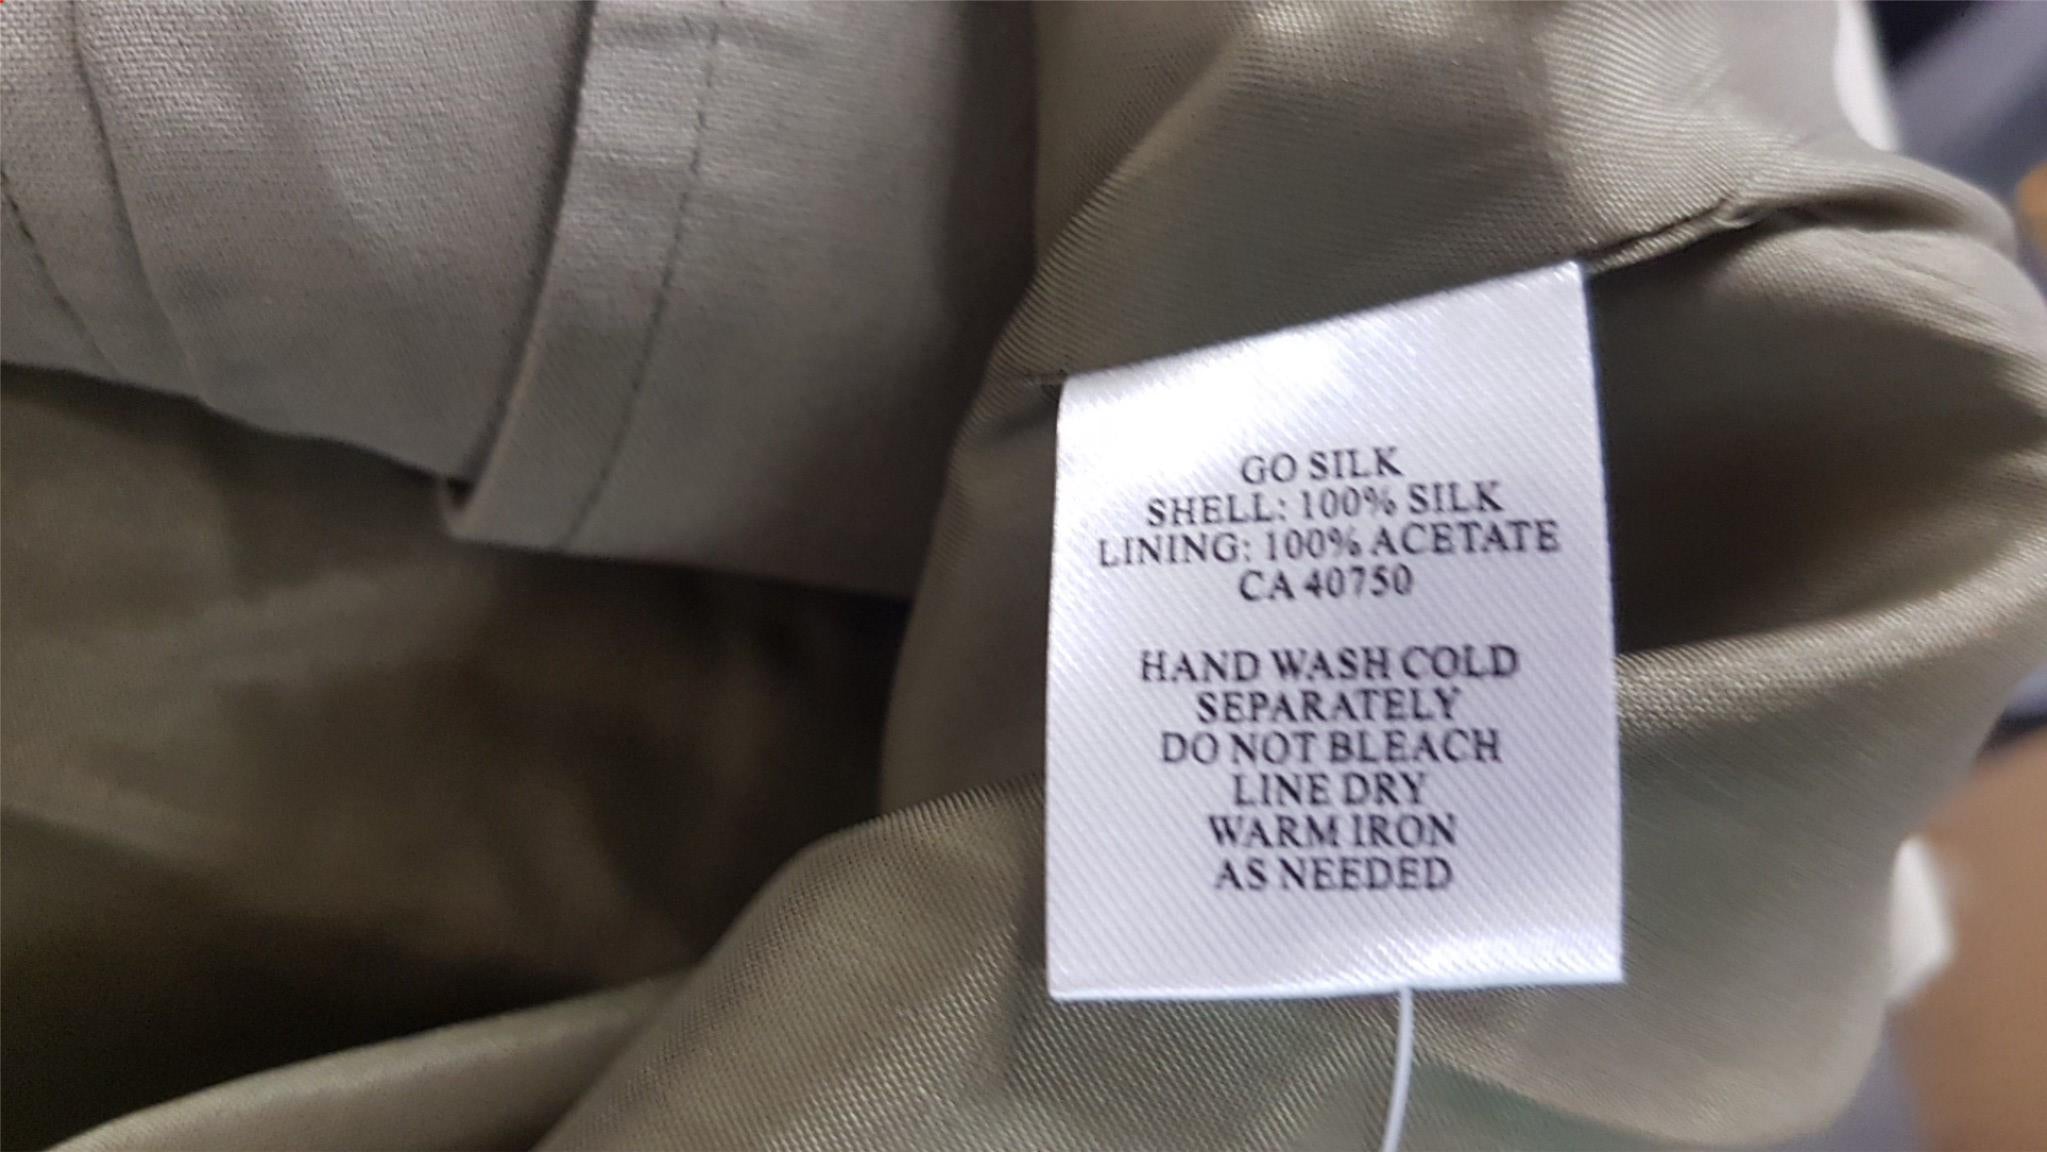 GO SILK
SHELL: 100% SILK
LINING: 100% ACETATE
CA 40750
HAND WASH COLD
SEPARATELY
DO NOT BLEACH
LINE DRY
WARM IRON
AS NEEDED